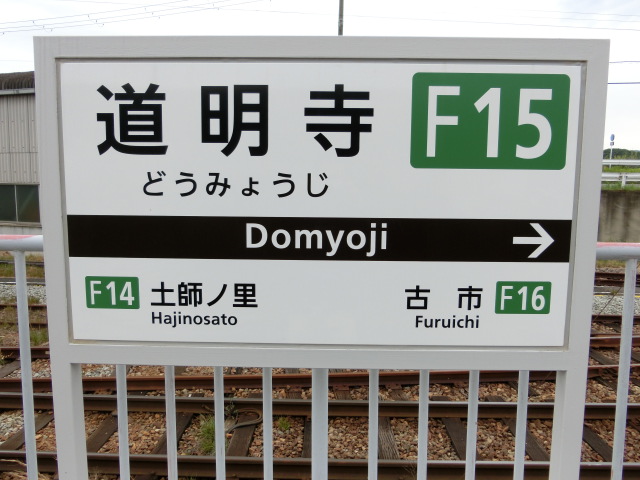 道明寺 F15
どうみょうじ
Domyoji →
F14 土師ノ里
Hajinosato
古市 F16
Furuichi